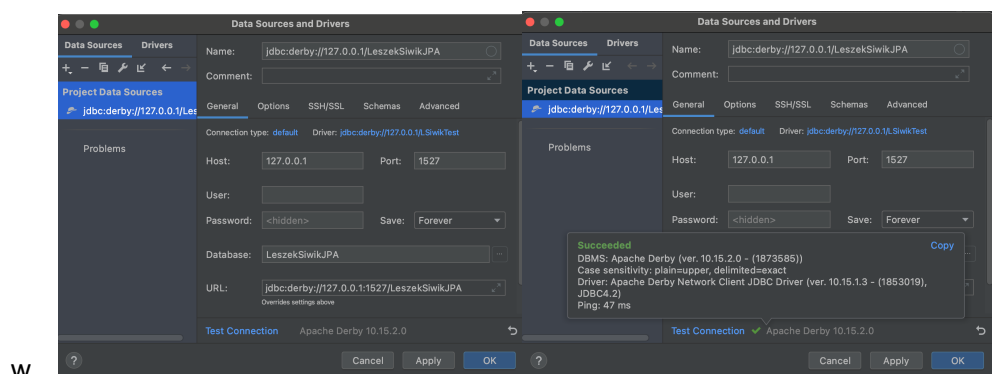 Data Sources and Drivers
Data Sources Drivers
Name: jdbc:derby://127.0.0.1/LeszekSiwikJPA
Comment:
Project Data Sources
jdbc:derby://127.0.0.1/Les
General Options SSH/SSL Schemas Advanced
Connection type: default Driver: jdbc:derby://127.0.0.1/LSiwikTest
Problems
Host: 127.0.0.1 Port: 1527
User:
Password: <hidden> Save: Forever
Database: LeszekSiwikJPA
URL: jdbc:derby://127.0.0.1:1527/LeszekSiwikJPA
Overrides settings above
Test Connection Apache Derby 10.15.2.0
? Cancel Apply OK
Data Sources and Drivers
Data Sources Drivers
Name: jdbc:derby://127.0.0.1/LeszekSiwikJPA
Comment:
Project Data Sources
jdbc:derby://127.0.0.1/Les
General Options SSH/SSL Schemas Advanced
Connection type: default Driver: jdbc:derby://127.0.0.1/LSiwikTest
Problems
Host: 127.0.0.1 Port: 1527
User:
Password: <hidden> Save: Forever
Succeeded Copy
DBMS: Apache Derby (ver. 10.15.2.0 - (1873585))
Case sensitivity: plain=upper, delimited=exact
Driver: Apache Derby Network Client JDBC Driver (ver. 10.15.1.3 - (1853019),
JDBC4.2)
Ping: 47 ms
Test Connection Apache Derby 10.15.2.0
? Cancel Apply OK
w